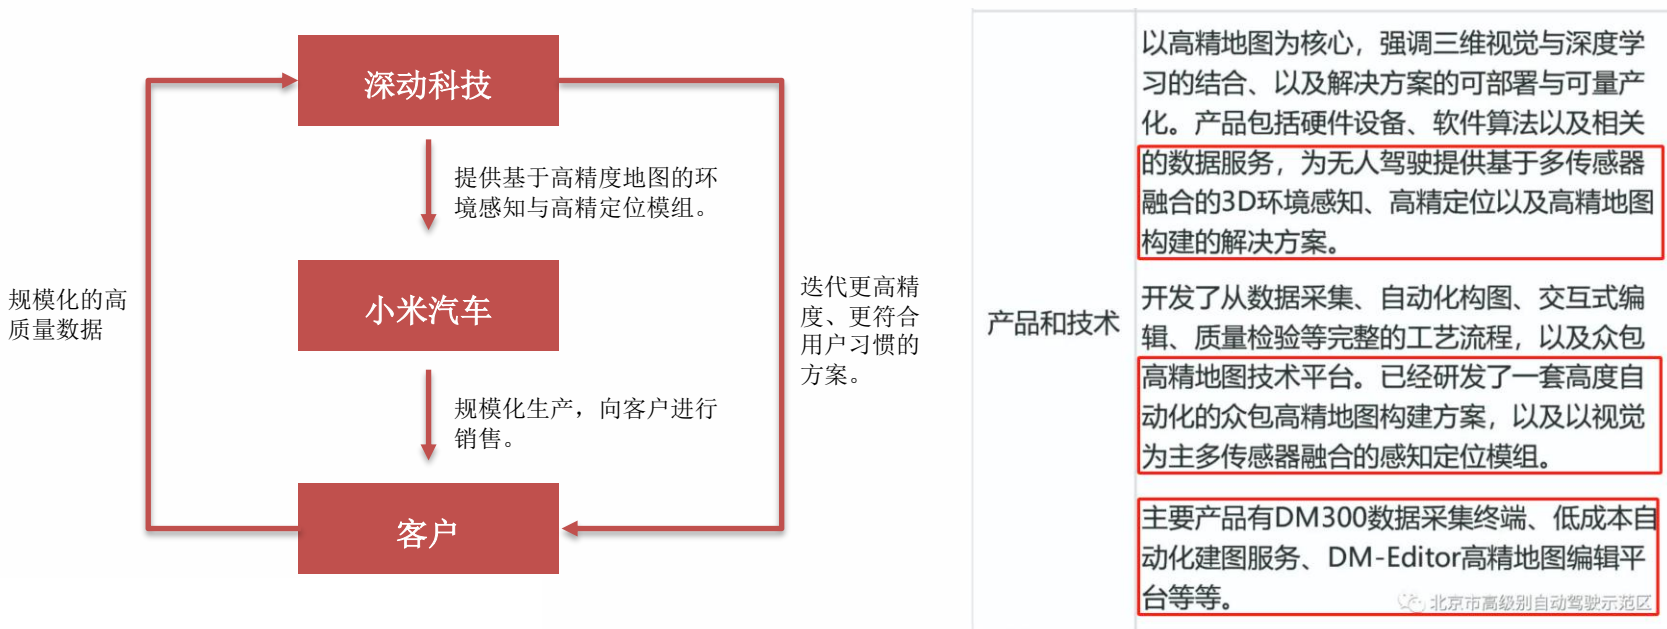 深动科技
提供基于高精度地图的环
境感知与高精定位模组。
小米汽车
规模化的高
质量数据
迭代更高精
度、更符合
用户习惯的
方案。
规模化生产，向客户进行
销售。
客户
产品和技术
以高精地图为核心，强调三维视觉与深度学
习的结合、以及解决方案的可部署与可量产
化。产品包括硬件设备、软件算法以及相关
的数据服务，为无人驾驶提供基于多传感器
融合的3D环境感知、高精定位以及高精地图
构建的解决方案。
开发了从数据采集、自动化构图、交互式编
辑、质量检验等完整的工艺流程，以及众包
高精地图技术平台。已经研发了一套高度自
动化的众包高精地图构建方案，以及以视觉
为主多传感器融合的感知定位模组。
主要产品有DM300数据采集终端、低成本自
动化建图服务、DM-Editor高精地图编辑平
台等等。
北京市高级别自动驾驶示范区